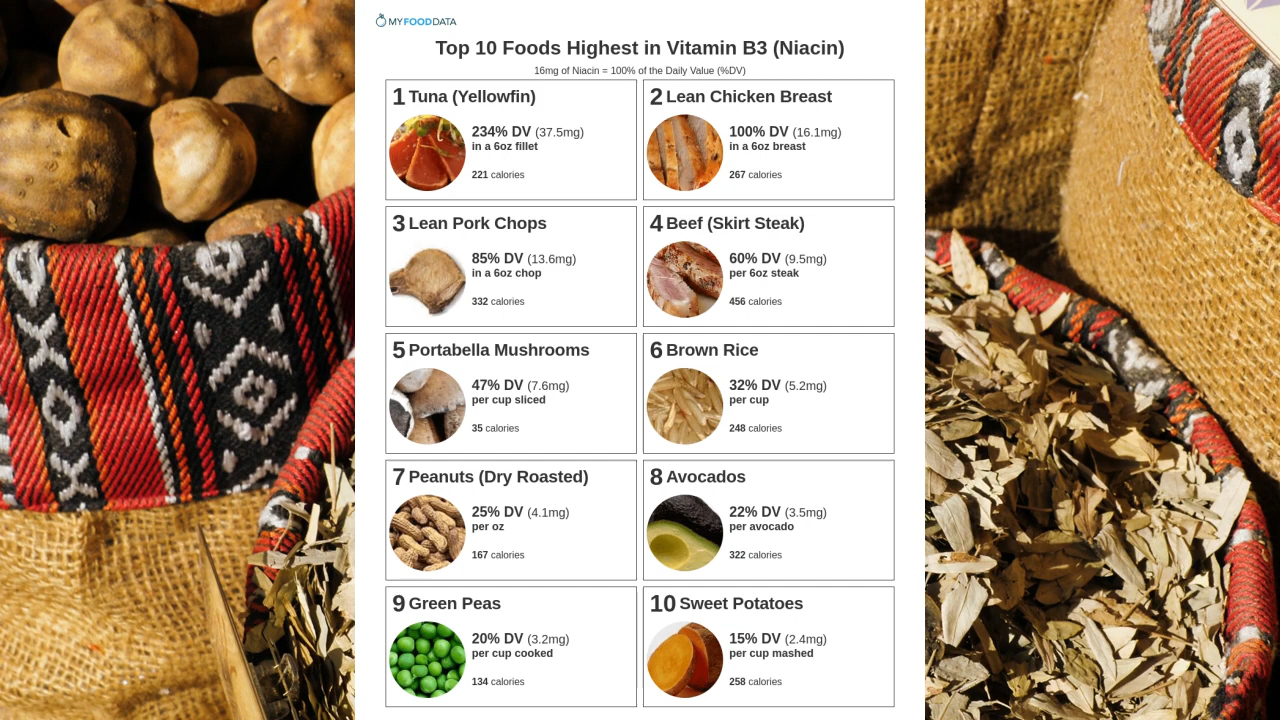 MYFOODDATA
Top 10 Foods Highest in Vitamin B3 (Niacin)
16mg of Niacin = 100% of the Daily Value (%DV)
1 Tuna (Yellowfin)
234% DV (37.5mg)
in a 6oz fillet
221 calories
2 Lean Chicken Breast
100% DV (16.1mg)
in a 6oz breast
267 calories
3 Lean Pork Chops
85% DV (13.6mg)
in a 6oz chop
332 calories
4 Beef (Skirt Steak)
60% DV (9.5mg)
per 6oz steak
456 calories
5 Portabella Mushrooms
47% DV (7.6mg)
per cup sliced
35 calories
6 Brown Rice
32% DV (5.2mg)
per cup
248 calories
7 Peanuts (Dry Roasted)
25% DV (4.1mg)
per oz
167 calories
8 Avocados
22% DV (3.5mg)
per avocado
322 calories
9 Green Peas
20% DV (3.2mg)
per cup cooked
134 calories
10 Sweet Potatoes
15% DV (2.4mg)
per cup mashed
258 calories